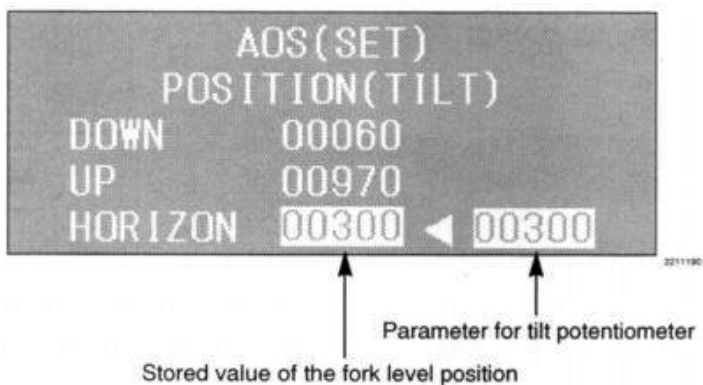 AOS(SET)
POSITION(TILT)
DOWN 00060
UP 00970
HORIZON 00300 ◀ 00300
2211190
Parameter for tilt potentiometer
Stored value of the fork level position